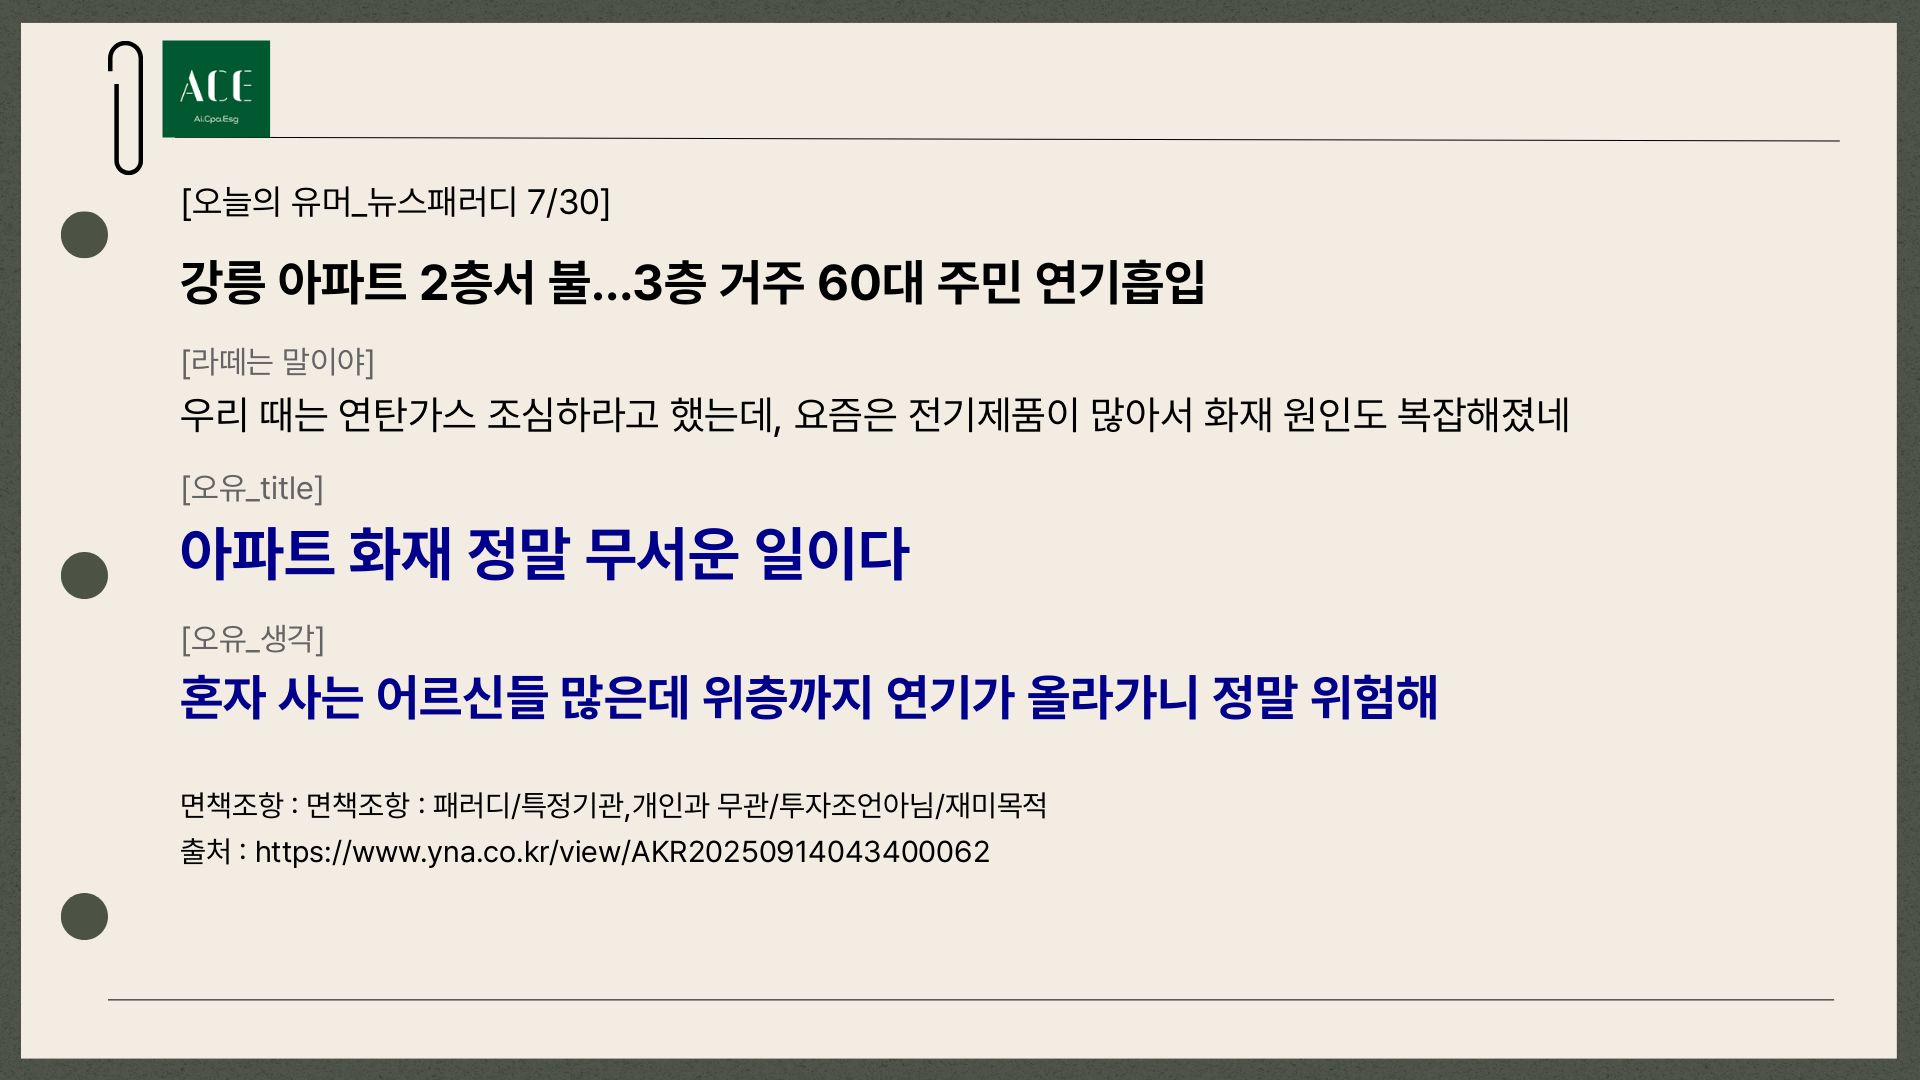 ACE
Ai.Cpa.Esg
[오늘의 유머_뉴스패러디 7/30]
강릉 아파트 2층서 불...3층 거주 60대 주민 연기흡입
[라떼는 말이야]
우리 때는 연탄가스 조심하라고 했는데, 요즘은 전기제품이 많아서 화재 원인도 복잡해졌네
[오유_title]
아파트 화재 정말 무서운 일이다
[오유_생각]
혼자 사는 어르신들 많은데 위층까지 연기가 올라가니 정말 위험해
면책조항 : 면책조항 : 패러디/특정기관,개인과 무관/투자조언아님/재미목적
출처 : https://www.yna.co.kr/view/AKR20250914043400062